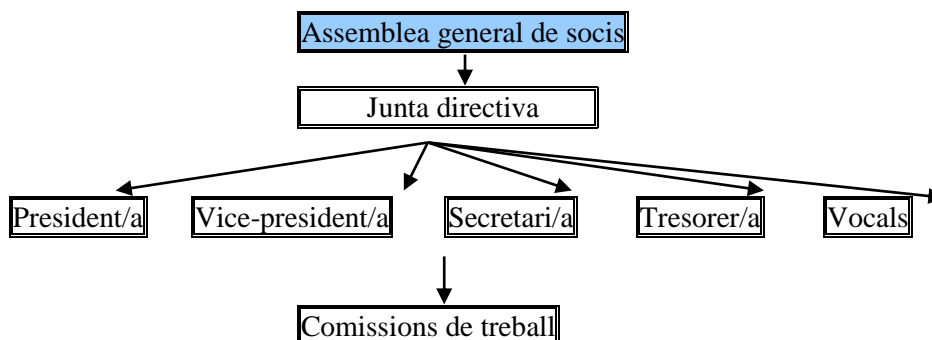 Assemblea general de socis
Junta directiva
President/a Vice-president/a Secretari/a Tresorer/a Vocals
Comissions de treball